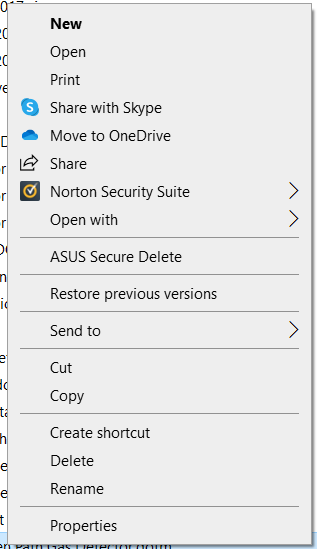 New
Open
Print
Share with Skype
Move to OneDrive
Share
Norton Security Suite
Open with
ASUS Secure Delete
Restore previous versions
Send to
Cut
Copy
Create shortcut
Delete
Rename
Properties